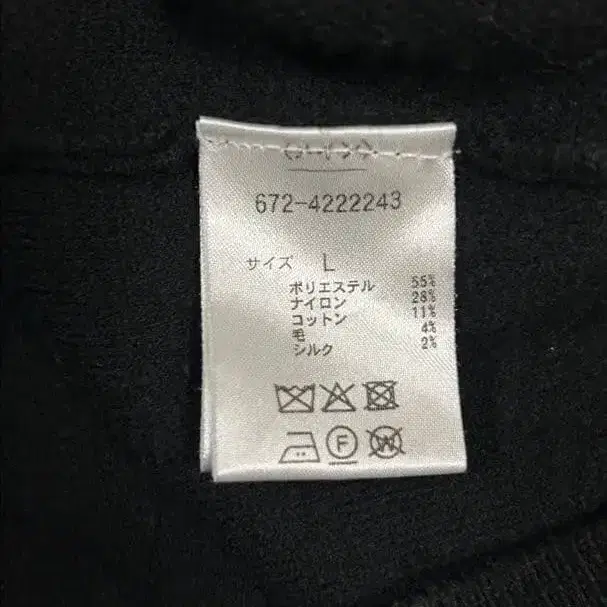 672-4222243
サイズ L
ポリエステル 55%
ナイロン 28%
コットン 11%
毛 4%
シルク 2%
F
W